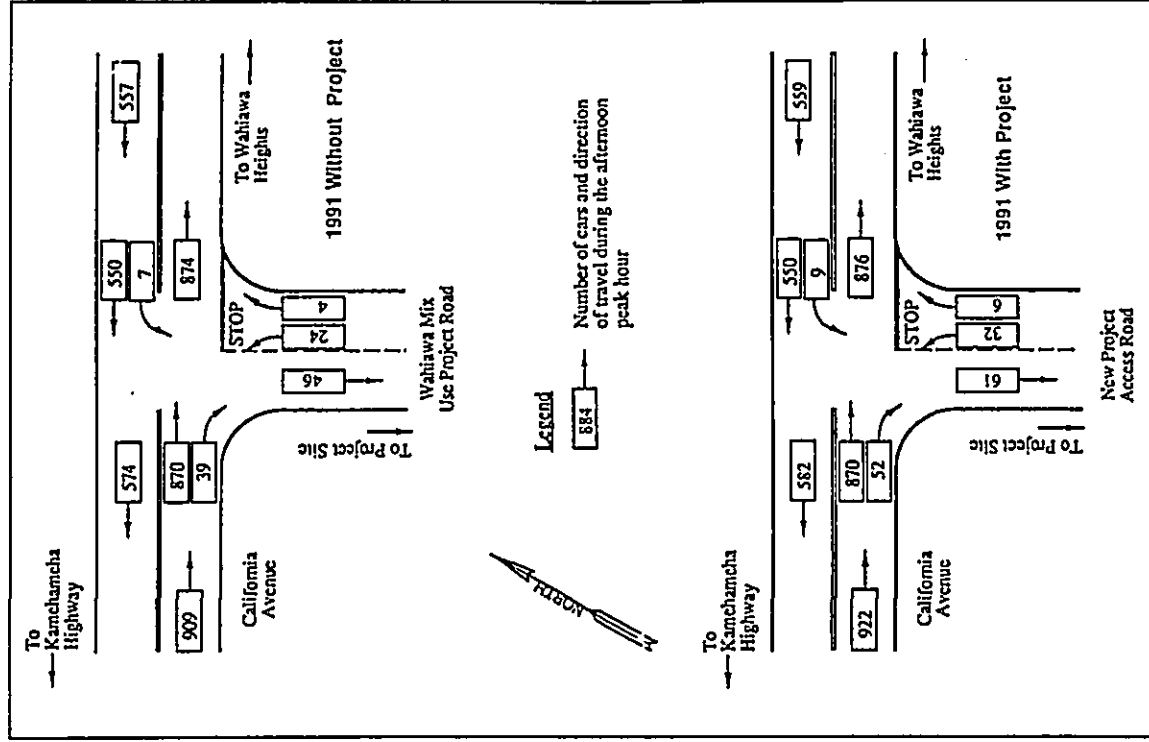 To
Kamehameha
Highway
557
574
550
7
870
39
874
909
California
Avenue
STOP
46
24
4
To Wahiawa
Heights
1991 Without Project
To Project Site
Wahiawa Mix
Use Project Road
Legend
884
Number of cars and direction
of travel during the afternoon
peak hour
NORTH
To
Kamehameha
Highway
559
582
550
9
870
52
876
922
California
Avenue
STOP
61
32
6
To Wahiawa
Heights
1991 With Project
To Project Site
New Project
Access Road